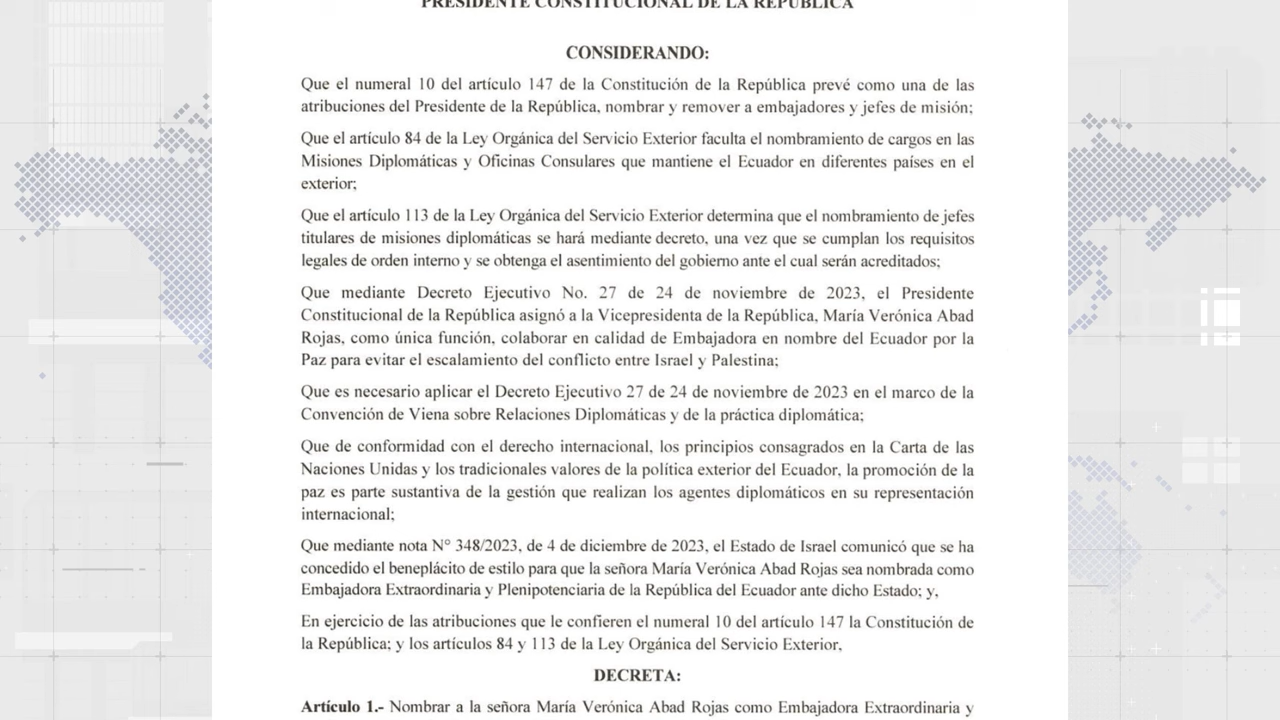 PRESIDENTE CONSTITUCIONAL DE LA REPÚBLICA
CONSIDERANDO:
Que el numeral 10 del artículo 147 de la Constitución de la República prevé como una de las
atribuciones del Presidente de la República, nombrar y remover a embajadores y jefes de misión;
Que el artículo 84 de la Ley Orgánica del Servicio Exterior faculta el nombramiento de cargos en las
Misiones Diplomáticas y Oficinas Consulares que mantiene el Ecuador en diferentes países en el
exterior;
Que el artículo 113 de la Ley Orgánica del Servicio Exterior determina que el nombramiento de jefes
titulares de misiones diplomáticas se hará mediante decreto, una vez que se cumplan los requisitos
legales de orden interno y se obtenga el asentimiento del gobierno ante el cual serán acreditados;
Que mediante Decreto Ejecutivo No. 27 de 24 de noviembre de 2023, el Presidente
Constitucional de la República asignó a la Vicepresidenta de la República, María Verónica Abad
Rojas, como única función, colaborar en calidad de Embajadora en nombre del Ecuador por la
Paz para evitar el escalamiento del conflicto entre Israel y Palestina;
Que es necesario aplicar el Decreto Ejecutivo 27 de 24 de noviembre de 2023 en el marco de la
Convención de Viena sobre Relaciones Diplomáticas y de la práctica diplomática;
Que de conformidad con el derecho internacional, los principios consagrados en la Carta de las
Naciones Unidas y los tradicionales valores de la política exterior del Ecuador, la promoción de la
paz es parte sustantiva de la gestión que realizan los agentes diplomáticos en su representación
internacional;
Que mediante nota N° 348/2023, de 4 de diciembre de 2023, el Estado de Israel comunicó que se ha
concedido el beneplácito de estilo para que la señora María Verónica Abad Rojas sea nombrada como
Embajadora Extraordinaria y Plenipotenciaria de la República del Ecuador ante dicho Estado; y,
En ejercicio de las atribuciones que le confieren el numeral 10 del artículo 147 la Constitución de
la República; y los artículos 84 y 113 de la Ley Orgánica del Servicio Exterior,
DECRETA:
Artículo 1.- Nombrar a la señora María Verónica Abad Rojas como Embajadora Extraordinaria y